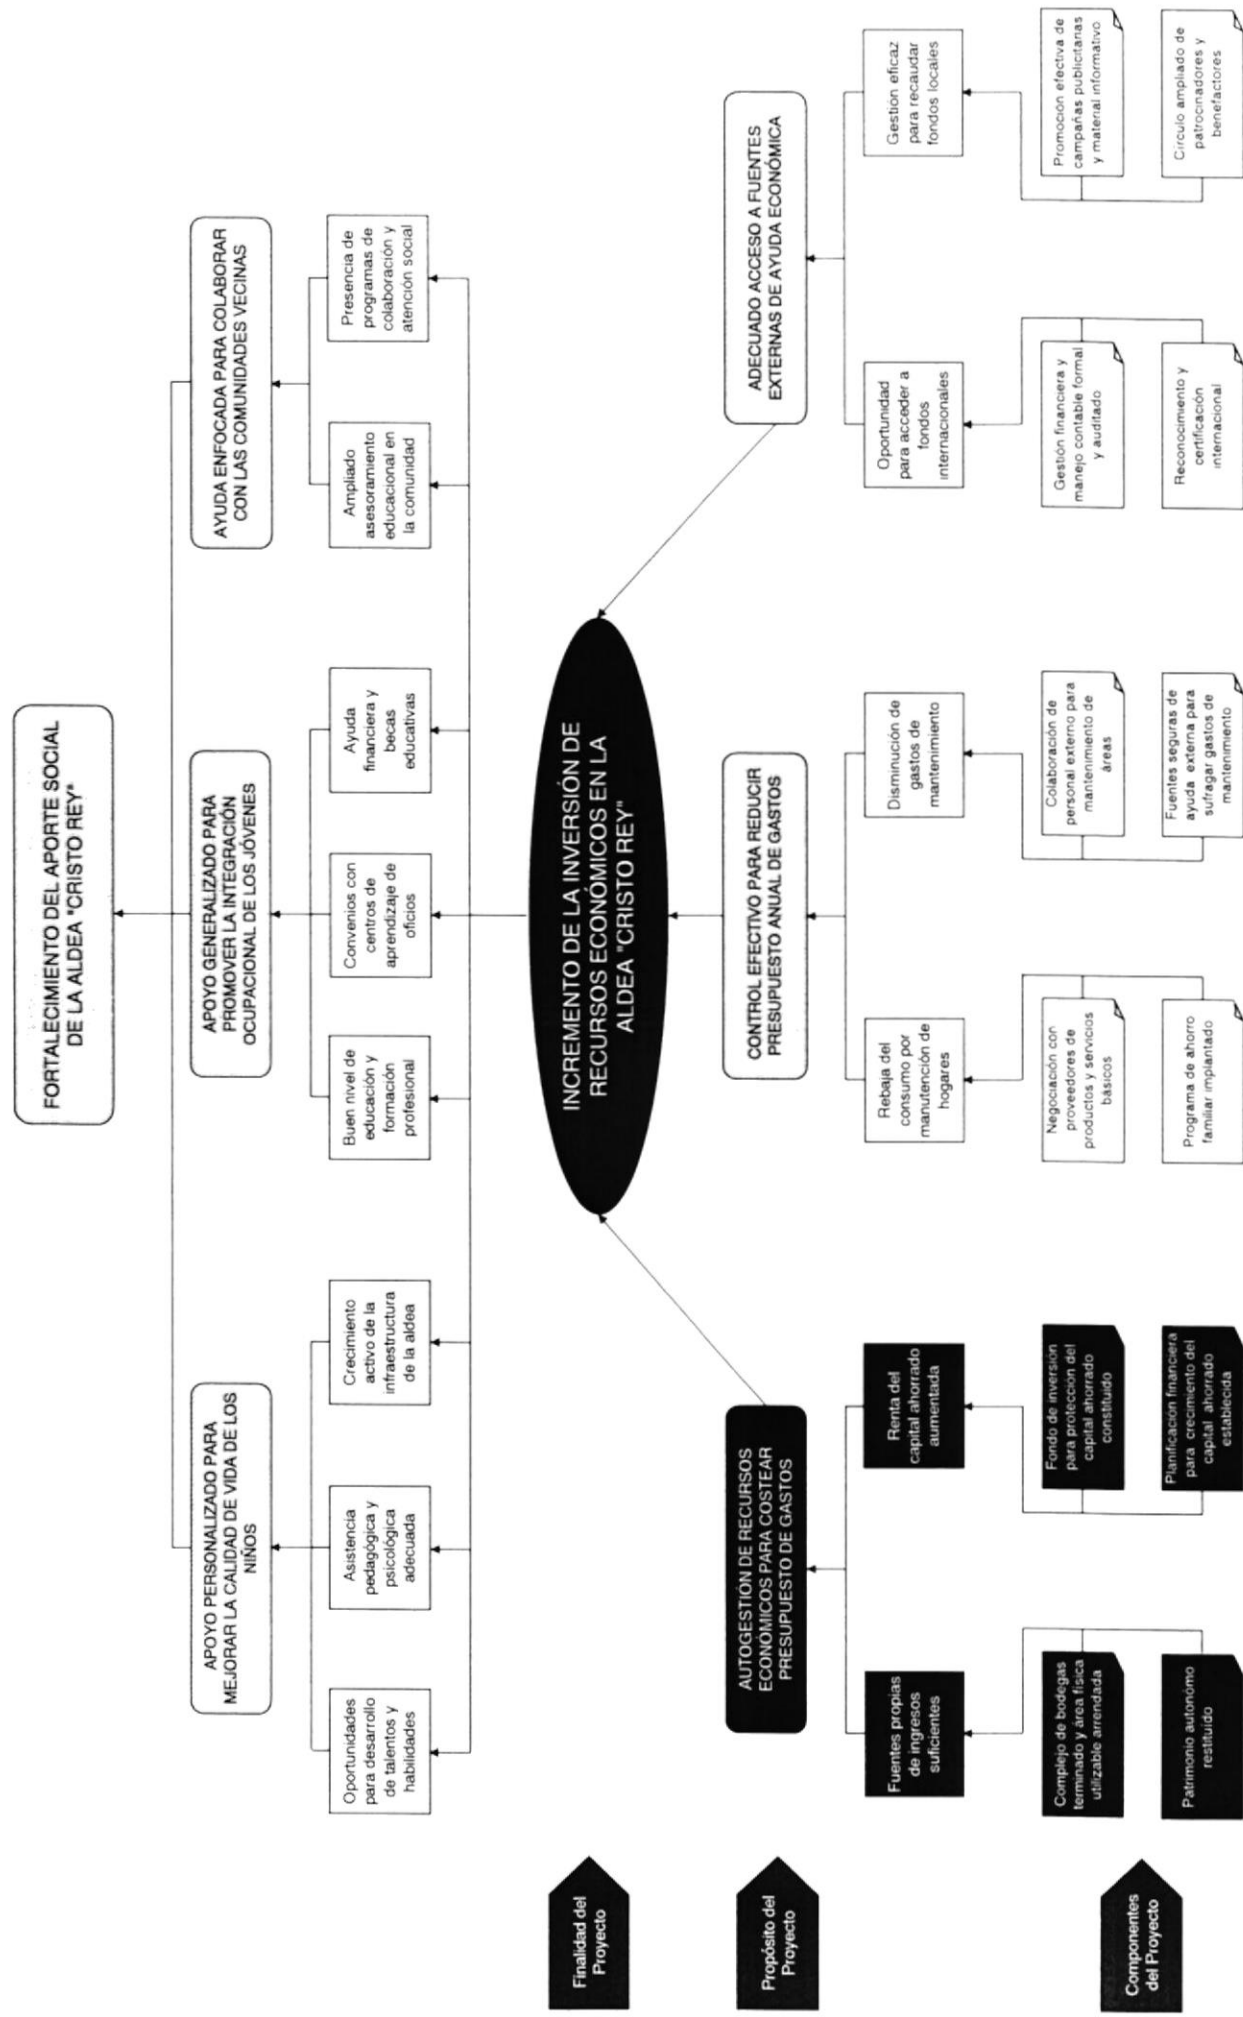 FORTALECIMIENTO DEL APORTE SOCIAL
DE LA ALDEA "CRISTO REY"
APOYO PERSONALIZADO PARA
MEJORAR LA CALIDAD DE VIDA DE LOS
NIÑOS
APOYO GENERALIZADO PARA
PROMOVER LA INTEGRACIÓN
OCUPACIONAL DE LOS JÓVENES
AYUDA ENFOCADA PARA COLABORAR
CON LAS COMUNIDADES VECINAS
Oportunidades
para desarrollo
de talentos y
habilidades
Asistencia
pedagógica y
psicológica
adecuada
Crecimiento
activo de la
infraestructura
de la aldea
Buen nivel de
educación y
formación
profesional
Convenios con
centros de
aprendizaje de
oficios
Ayuda
financiera y
becas
educativas
Ampliado
asesoramiento
educacional en
la comunidad
Presencia de
programas de
colaboración y
atención social
Finalidad del
Proyecto
INCREMENTO DE LA INVERSIÓN DE
RECURSOS ECONÓMICOS EN LA
ALDEA "CRISTO REY"
Propósito del
Proyecto
AUTOGESTIÓN DE RECURSOS
ECONÓMICOS PARA COSTEAR
PRESUPUESTO DE GASTOS
CONTROL EFECTIVO PARA REDUCIR
PRESUPUESTO ANUAL DE GASTOS
ADECUADO ACCESO A FUENTES
EXTERNAS DE AYUDA ECONÓMICA
Fuentes propias
de ingresos
suficientes
Renta del
capital ahorrado
aumentada
Rebaja del
consumo por
manutención de
hogares
Disminución de
gastos de
mantenimiento
Oportunidad
para acceder a
fondos
internacionales
Gestión eficaz
para recaudar
fondos locales
Componentes
del Proyecto
Complejo de bodegas
terminado y área física
utilizable arrendada
Fondo de inversión
para protección del
capital ahorrado
constituido
Negociación con
proveedores de
productos y servicios
básicos
Colaboración de
personal externo para
mantenimiento de
áreas
Gestión financiera y
manejo contable formal
y auditado
Promoción efectiva de
campañas publicitarias
y material informativo
Patrimonio autonómo
restituído
Planificación financiera
para crecimiento del
capital ahorrado
establecida
Programa de ahorro
familiar implantado
Fuentes seguras de
ayuda externa para
sufragar gastos de
mantenimiento
Reconocimiento y
certificación
internacional
Círculo ampliado de
patrocinadores y
benefactores